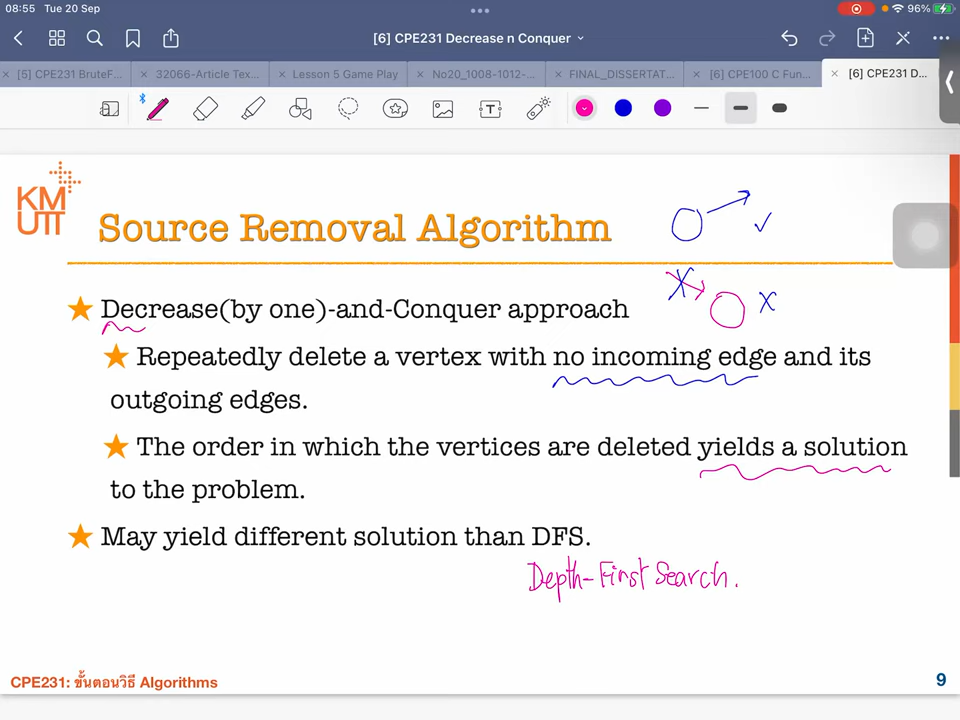 08:55 Tue 20 Sep
96%
[6] CPE231 Decrease n Conquer
[5] CPE231 BruteF...
32066-Article Tex...
Lesson 5 Game Play
No20_1008-1012-...
FINAL_DISSERTAT...
[6] CPE100 C Fun...
[6] CPE231 D...
KM
UTT
Source Removal Algorithm
Decrease(by one)-and-Conquer approach
Repeatedly delete a vertex with no incoming edge and its
outgoing edges.
The order in which the vertices are deleted yields a solution
to the problem.
May yield different solution than DFS.
Depth-First Search.
CPE231: ขั้นตอนวิธี Algorithms
9